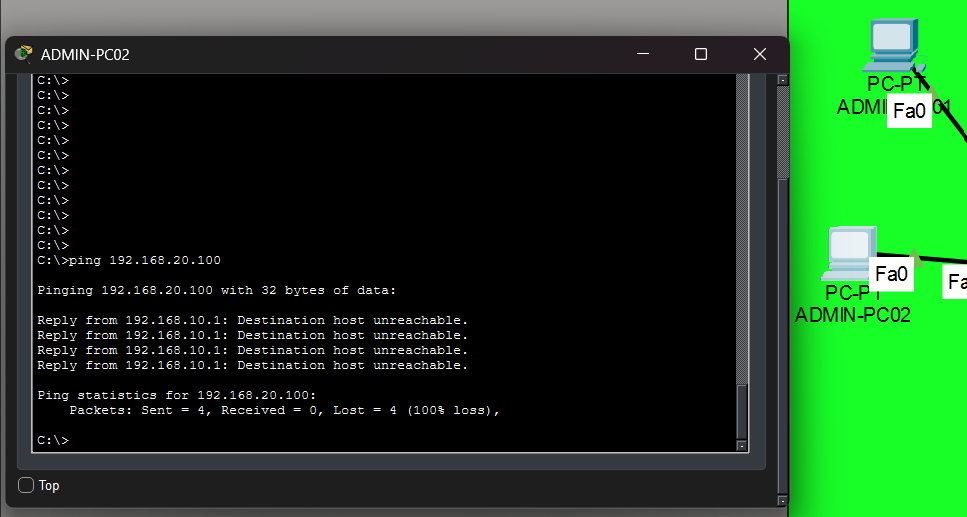 ADMIN-PC02
C:\>
C:\>
C:\>
C:\>
C:\>
C:\>
C:\>
C:\>
C:\>
C:\>
C:\>
C:\>
C:\>ping 192.168.20.100
Pinging 192.168.20.100 with 32 bytes of data:
Reply from 192.168.10.1: Destination host unreachable.
Reply from 192.168.10.1: Destination host unreachable.
Reply from 192.168.10.1: Destination host unreachable.
Reply from 192.168.10.1: Destination host unreachable.
Ping statistics for 192.168.20.100:
Packets: Sent = 4, Received = 0, Lost = 4 (100% loss),
C:\>
Top
PC-PT
Fa0
Fa0
Fa
PC-PT
ADMIN-PC02